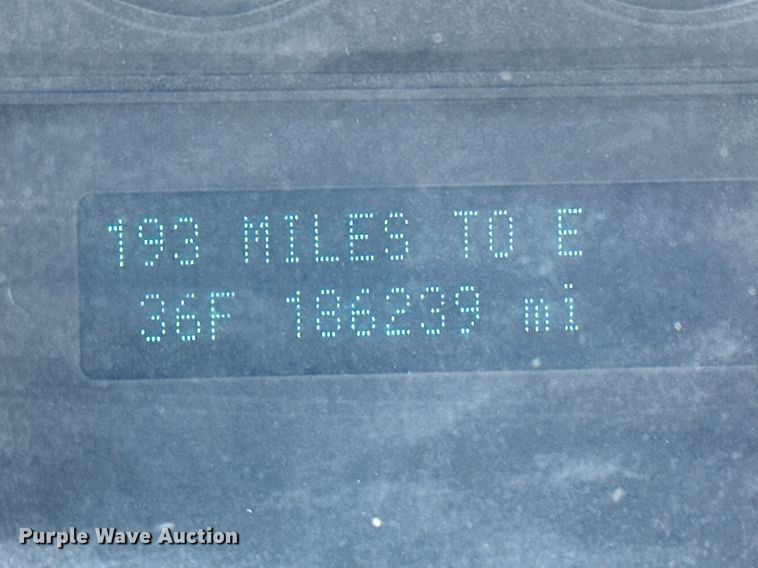 193 MILES TO E
36F 186239 mi
Purple Wave Auction